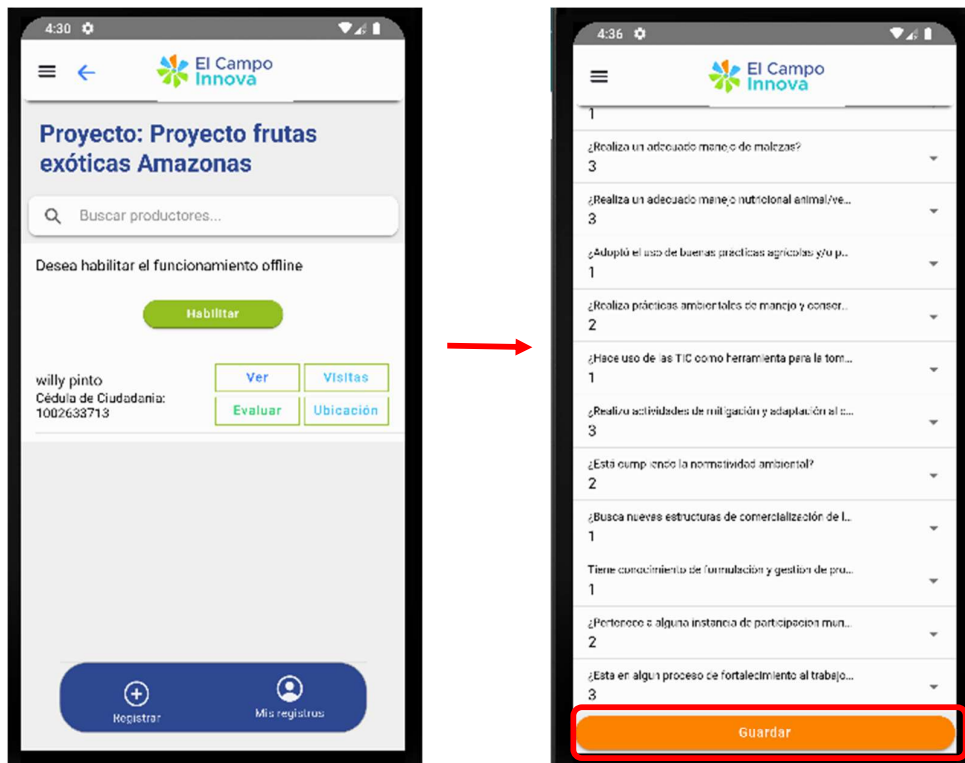 4:30
El Campo
Innova
Proyecto: Proyecto frutas
exóticas Amazonas
Buscar productores...
Desea habilitar el funcionamiento offline
Habilitar
willy pinto
Cédula de Ciudadania:
1002633713
Ver
Visitas
Evaluar
Ubicación
Registrar
Mis registros
4:36
El Campo
Innova
1
¿Realiza un adecuado manejo de malezas?
3
¿Realiza un adecuado manejo nutricional animal/ve...
3
¿Adoptó el uso de buenas prácticas agrícolas y/o p...
1
¿Realiza prácticas ambientales de manejo y conser...
2
¿Hace uso de las TIC como herramienta para la tom...
1
¿Realiza actividades de mitigación y adaptación al c...
3
¿Está cumpliendo la normatividad ambiental?
2
¿Busca nuevas estructuras de comercialización de l...
1
Tiene conocimiento de formulación y gestión de pro...
1
¿Pertenece a alguna instancia de participación mun...
2
¿Esta en algun proceso de fortalecimiento al trabajo...
3
Guardar